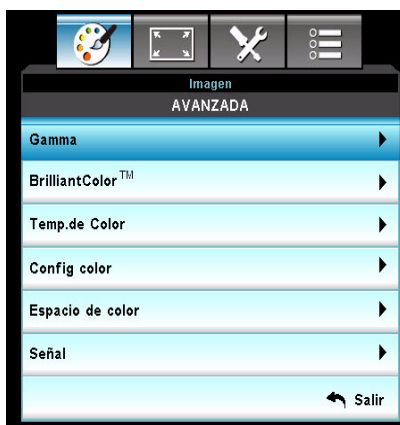 Imagen
AVANZADA
Gamma
BrilliantColor™
Temp.de Color
Config color
Espacio de color
Señal
Salir